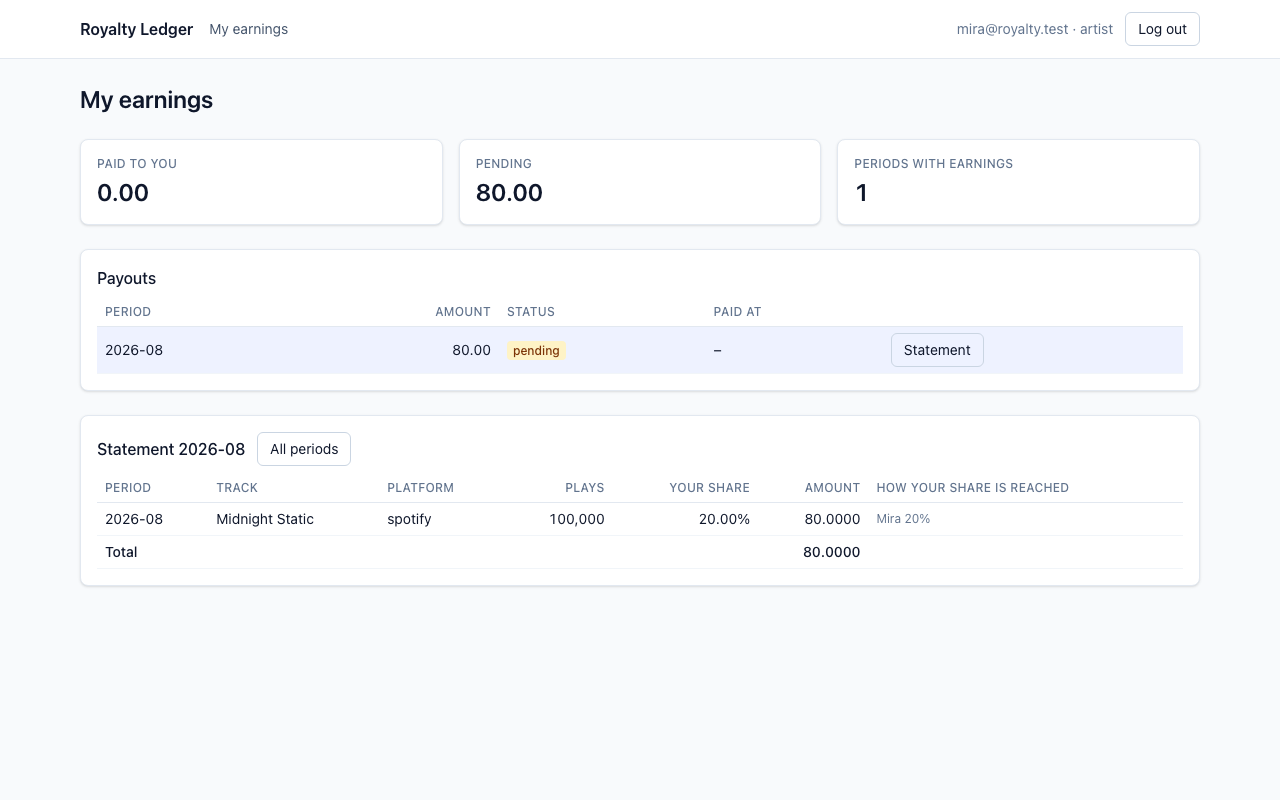 Royalty Ledger My earnings mira@royalty.test · artist Log out
My earnings
PAID TO YOU PENDING PERIODS WITH EARNINGS
0.00 80.00 1
Payouts
PERIOD AMOUNT STATUS PAID AT
2026-08 80.00 pending – Statement
Statement 2026-08 All periods
PERIOD TRACK PLATFORM PLAYS YOUR SHARE AMOUNT HOW YOUR SHARE IS REACHED
2026-08 Midnight Static spotify 100,000 20.00% 80.0000 Mira 20%
Total 80.0000